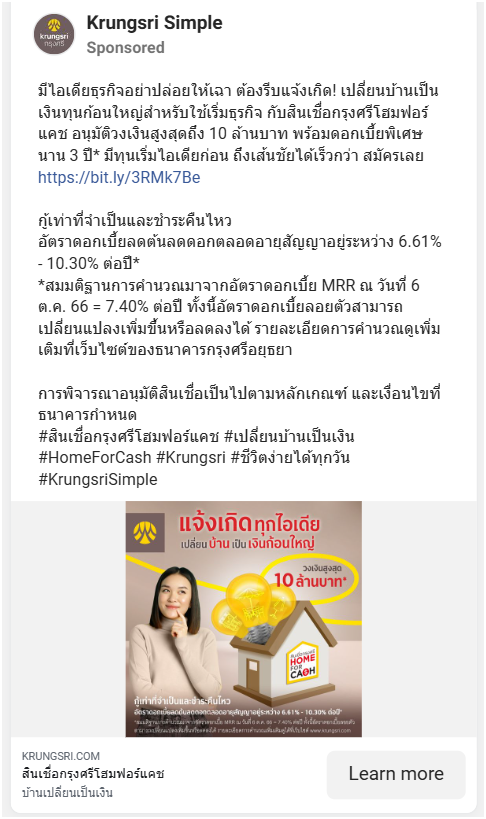 Krungsri Simple
Sponsored
krungsri
กรุงศรี
มีไอเดียธุรกิจอย่าปล่อยให้เฉา ต้องรีบแจ้งเกิด! เปลี่ยนบ้านเป็น
เงินทุนก้อนใหญ่สำหรับใช้เริ่มธุรกิจ กับสินเชื่อกรุงศรีโฮมฟอร์
แคช อนุมัติวงเงินสูงสุดถึง 10 ล้านบาท พร้อมดอกเบี้ยพิเศษ
นาน 3 ปี* มีทุนเริ่มไอเดียก่อน ถึงเส้นชัยได้เร็วกว่า สมัครเลย
https://bit.ly/3RMk7Be
กู้เท่าที่จำเป็นและชำระคืนไหว
อัตราดอกเบี้ยลดต้นลดดอกตลอดอายุสัญญาอยู่ระหว่าง 6.61%
- 10.30% ต่อปี*
*สมมติฐานการคำนวณมาจากอัตราดอกเบี้ย MRR ณ วันที่ 6
ต.ค. 66 = 7.40% ต่อปี ทั้งนี้อัตราดอกเบี้ยลอยตัวสามารถ
เปลี่ยนแปลงเพิ่มขึ้นหรือลดลงได้ รายละเอียดการคำนวณดูเพิ่ม
เติมที่เว็บไซต์ของธนาคารกรุงศรีอยุธยา
การพิจารณาอนุมัติสินเชื่อเป็นไปตามหลักเกณฑ์ และเงื่อนไขที่
ธนาคารกำหนด
#สินเชื่อกรุงศรีโฮมฟอร์แคช #เปลี่ยนบ้านเป็นเงิน
#HomeForCash #Krungsri #ชีวิตง่ายได้ทุกวัน
#KrungsriSimple
แจ้งเกิดทุกไอเดีย
เปลี่ยน บ้าน เป็น เงินก้อนใหญ่
วงเงินสูงสุด
10 ล้านบาท*
HOME
FOR
CASH
กู้เท่าที่จำเป็นและชำระคืนไหว
อัตราดอกเบี้ยลดต้นลดดอกตลอดอายุสัญญาอยู่ระหว่าง 6.61% - 10.30% ต่อปี*
KRUNGSRI.COM
สินเชื่อกรุงศรีโฮมฟอร์แคช
บ้านเปลี่ยนเป็นเงิน
Learn more